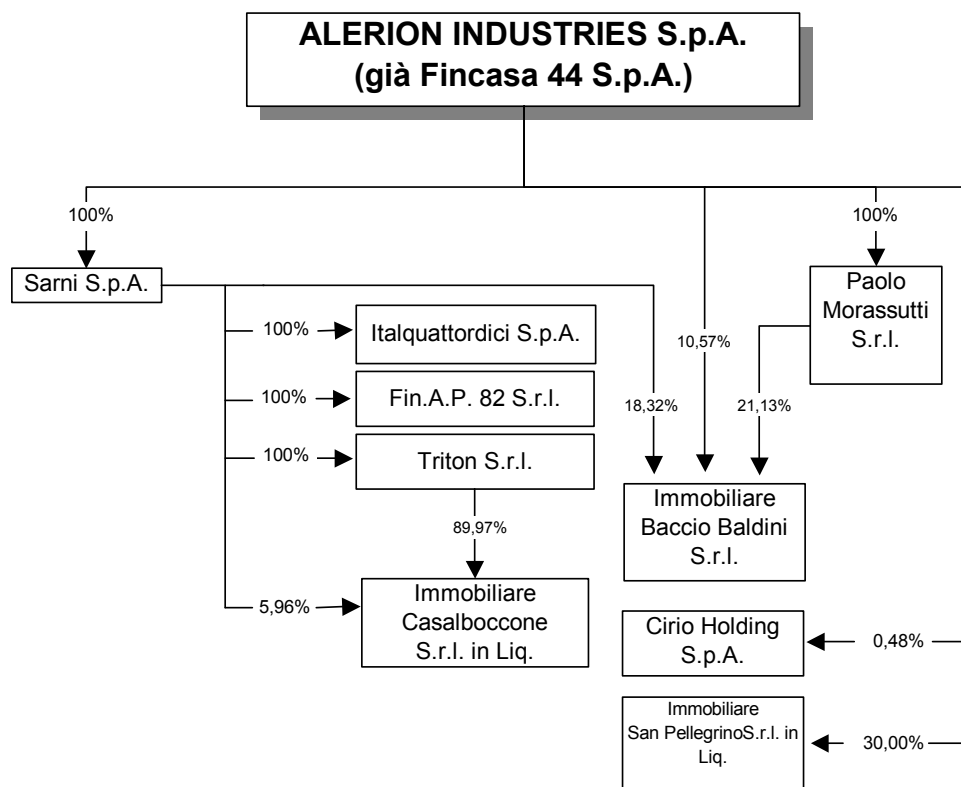 ALERION INDUSTRIES S.p.A.
(già Fincasa 44 S.p.A.)
100%
100%
Sarni S.p.A.
Paolo
Morassutti
S.r.l.
100%
Italquattordici S.p.A.
10,57%
100%
Fin.A.P. 82 S.r.l.
18,32%
21,13%
100%
Triton S.r.l.
89,97%
Immobiliare
Baccio Baldini
S.r.l.
5,96%
Immobiliare
Casalboccone
S.r.l. in Liq.
Cirio Holding
S.p.A.
0,48%
Immobiliare
San PellegrinoS.r.l. in
Liq.
30,00%